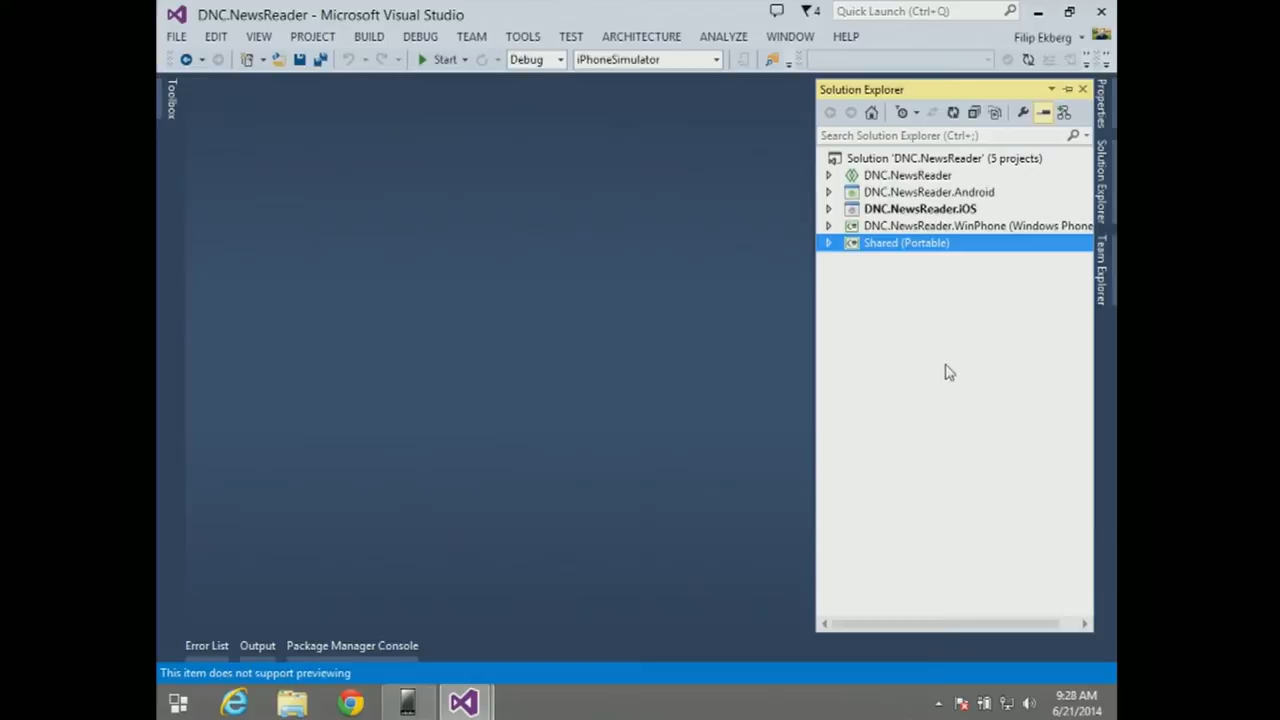 DNC.NewsReader - Microsoft Visual Studio
4
Quick Launch (Ctrl+Q)
FILE EDIT VIEW PROJECT BUILD DEBUG TEAM TOOLS TEST ARCHITECTURE ANALYZE WINDOW HELP
Filip Ekberg
Start
Debug
iPhoneSimulator
Toolbox
Solution Explorer
Search Solution Explorer (Ctrl+;)
Solution 'DNC.NewsReader' (5 projects)
DNC.NewsReader
DNC.NewsReader.Android
DNC.NewsReader.iOS
DNC.NewsReader.WinPhone (Windows Phone
Shared (Portable)
Properties
Solution Explorer
Team Explorer
Error List Output Package Manager Console
This item does not support previewing
9:28 AM
6/21/2014